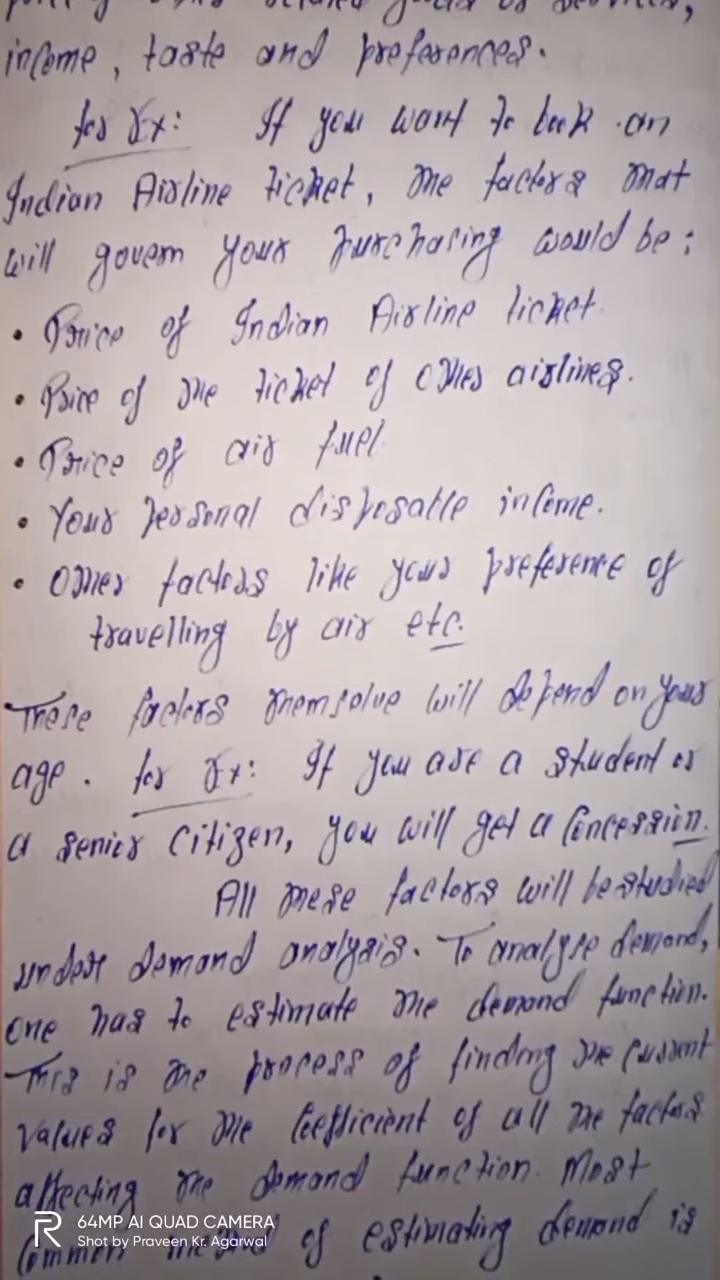 income, taste and preferences.
for Ex: If you want to book an
Indian Airline ticket, the factors that
will govern your purchasing would be:
• Price of Indian Airline ticket.
• Price of the ticket of other airlines.
• Price of air fuel
• Your personal disposable income.
• Other factors like your preference of
travelling by air etc.
These factors themselve will depend on your
age. for Ex: If you are a student or
a senior citizen, you will get a Concession.
All these factors will be studied
under demand analysis. To analyse demand,
one has to estimate the demand function.
This is the process of finding the current
values for the Coefficient of all the factors
affecting the demand function. Most
Common method of estimating demand is
64MP AI QUAD CAMERA
Shot by Praveen Kr. Agarwal